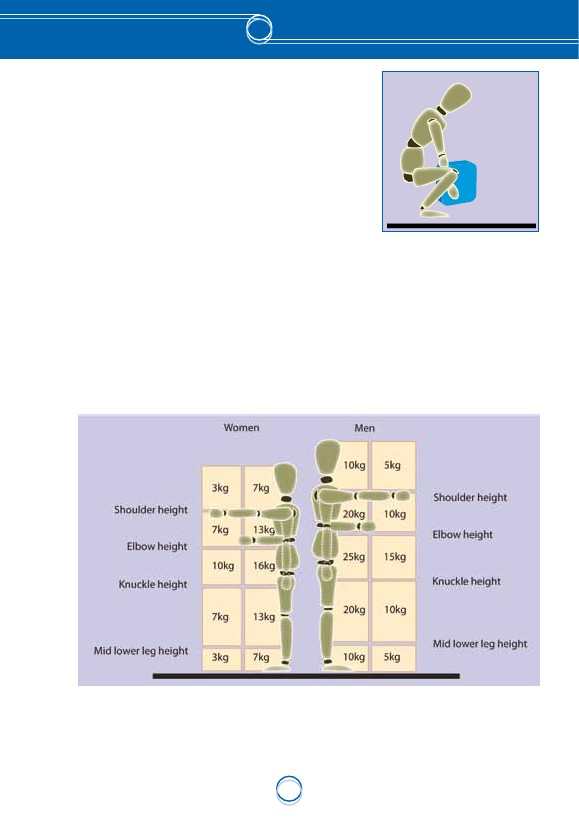 Women Men
10kg 5kg
3kg 7kg
Shoulder height
Shoulder height
20kg 10kg
7kg 13kg
Elbow height
Elbow height
25kg 15kg
10kg 16kg
Knuckle height
Knuckle height
20kg 10kg
7kg 13kg
Mid lower leg height
Mid lower leg height
3kg 7kg 10kg 5kg